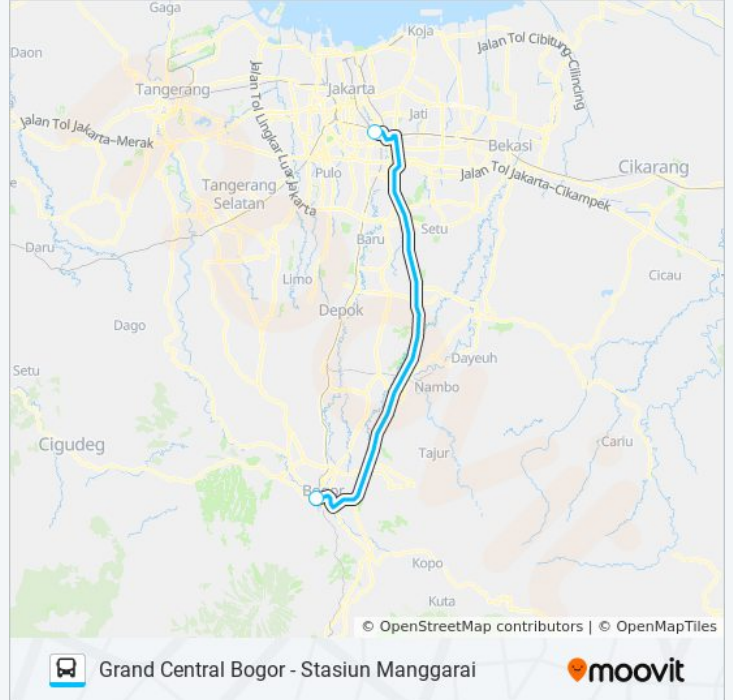 Gaga
Koja
Daon
Jalan Tol Cibitung-Cilincing
Tangerang
Jakarta
Jati
Jalan Tol Jakarta-Merak
Jalan Tol Lingkar Luar Jakarta
Bekasi
Cikarang
Pulo
Jalan Tol Jakarta-Cikampek
Tangerang
Selatan
Setu
Baru
Daru
Limo
Cicau
Depok
Dago
Dayeuh
Setu
Nambo
Cigudeg
Cariu
Tajur
Bogor
Kopo
Kuta
© OpenStreetMap contributors | © OpenMapTiles
Grand Central Bogor - Stasiun Manggarai
moovit